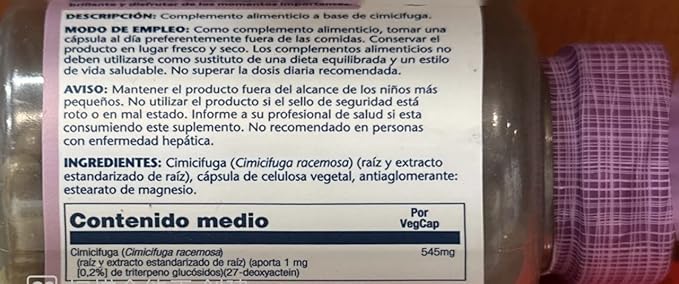 brillante y disfrutar de los momentos importantes.
DESCRIPCIÓN: Complemento alimenticio a base de cimicifuga.
MODO DE EMPLEO: Como complemento alimenticio, tomar una
cápsula al día preferentemente fuera de las comidas. Conservar el
producto en lugar fresco y seco. Los complementos alimenticios no
deben utilizarse como sustituto de una dieta equilibrada y un estilo
de vida saludable. No superar la dosis diaria recomendada.
AVISO: Mantener el producto fuera del alcance de los niños más
pequeños. No utilizar el producto si el sello de seguridad está
roto o en mal estado. Informe a su profesional de salud si esta
consumiendo este suplemento. No recomendado en personas
con enfermedad hepática.
INGREDIENTES: Cimicifuga (Cimicifuga racemosa) (raíz y extracto
estandarizado de raíz), cápsula de celulosa vegetal, antiaglomerante:
estearato de magnesio.
Contenido medio Por VegCap
Cimicifuga (Cimicifuga racemosa) 545mg
(raíz y extracto estandarizado de raíz) (aporta 1 mg
[0,2%] de triterpeno glucósidos)(27-deoxyactein)